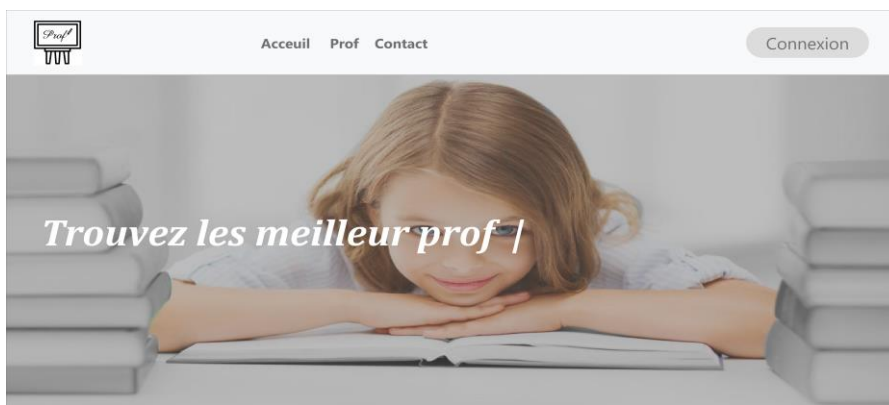 Prof
Acceuil Prof Contact
Connexion
Trouvez les meilleur prof |